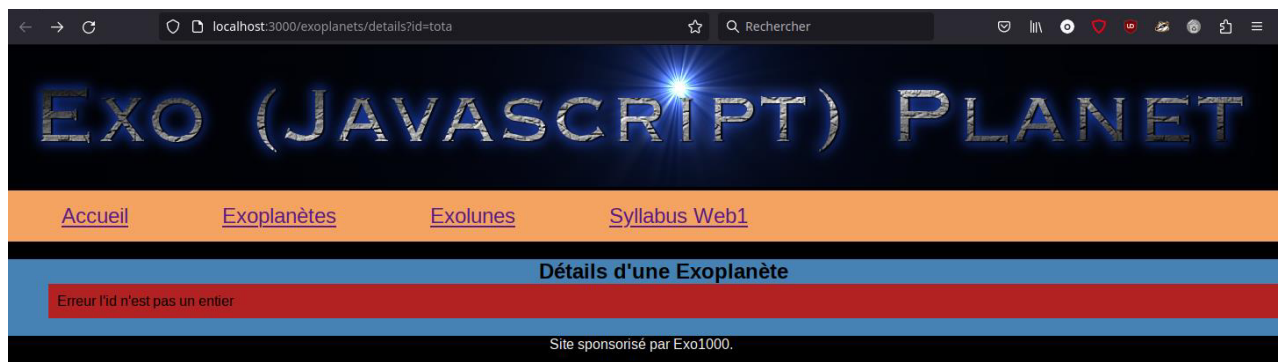 localhost:3000/exoplanets/details?id=tota Rechercher
Exo (Javascript) Planet
Accueil Exoplanètes Exolunes Syllabus Web1
Détails d'une Exoplanète
Erreur l'id n'est pas un entier
Site sponsorisé par Exo1000.